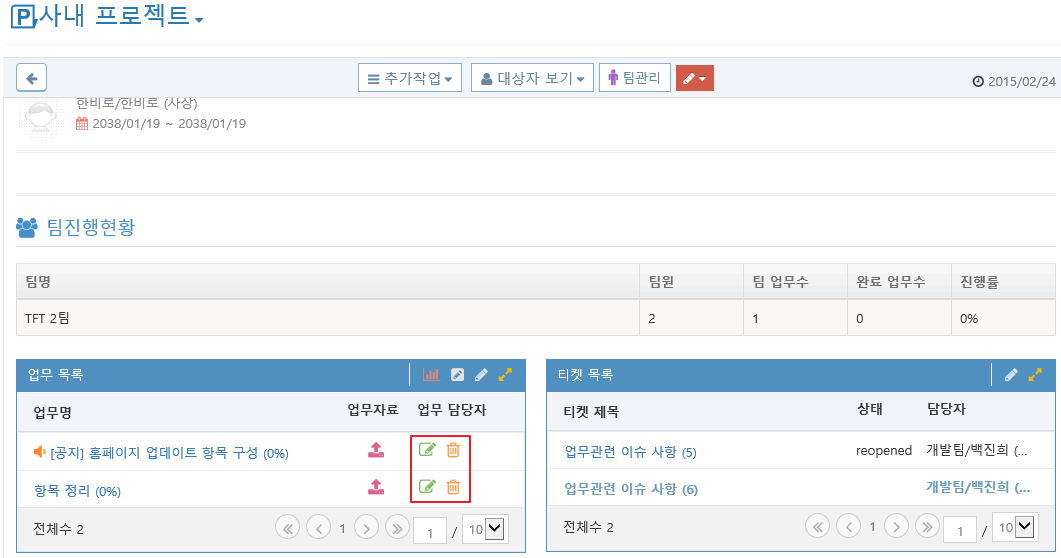 P 사내 프로젝트
추가작업 대상자 보기 팀관리 2015/02/24
한비로/한비로 (사장)
2038/01/19 ~ 2038/01/19
팀진행현황
팀명 팀원 팀 업무수 완료 업무수 진행률
TFT 2팀 2 1 0 0%
업무 목록
업무명 업무자료 업무 담당자
[공지] 홈페이지 업데이트 항목 구성 (0%)
항목 정리 (0%)
전체수 2 1 1 / 10
티켓 목록
티켓 제목 상태 담당자
업무관련 이슈 사항 (5) reopened 개발팀/백진희 (...
업무관련 이슈 사항 (6) 개발팀/백진희 (...
전체수 2 1 1 / 10